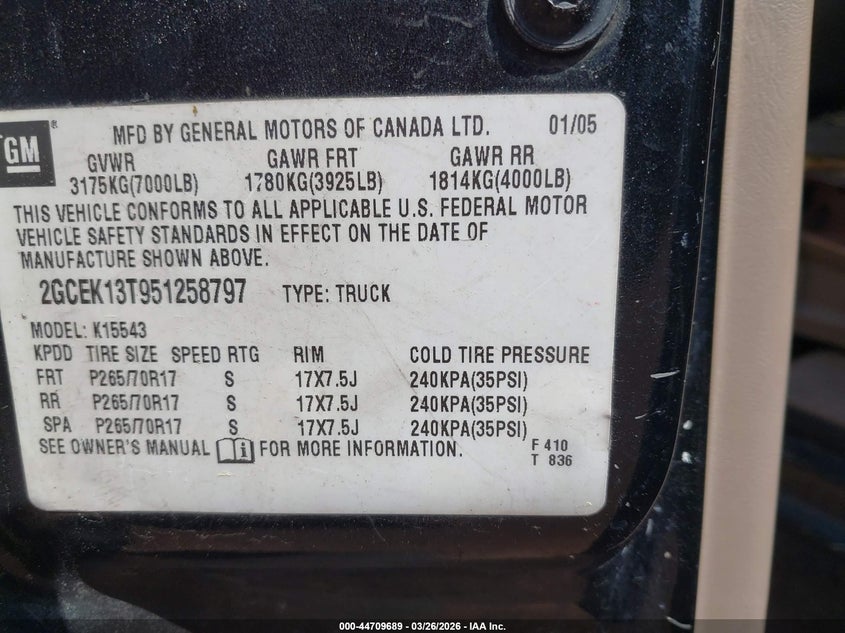 GM
®
MFD BY GENERAL MOTORS OF CANADA LTD. 01/05
GVWR GAWR FRT GAWR RR
3175KG(7000LB) 1780KG(3925LB) 1814KG(4000LB)
THIS VEHICLE CONFORMS TO ALL APPLICABLE U.S. FEDERAL MOTOR
VEHICLE SAFETY STANDARDS IN EFFECT ON THE DATE OF
MANUFACTURE SHOWN ABOVE.
2GCEK13T951258797 TYPE: TRUCK
MODEL: K15543
KPDD TIRE SIZE SPEED RTG RIM COLD TIRE PRESSURE
FRT P265/70R17 S 17X7.5J 240KPA(35PSI)
RR P265/70R17 S 17X7.5J 240KPA(35PSI)
SPA P265/70R17 S 17X7.5J 240KPA(35PSI)
SEE OWNER'S MANUAL i FOR MORE INFORMATION. F 410
T 836
000-44709689 - 03/26/2026 - IAA Inc.